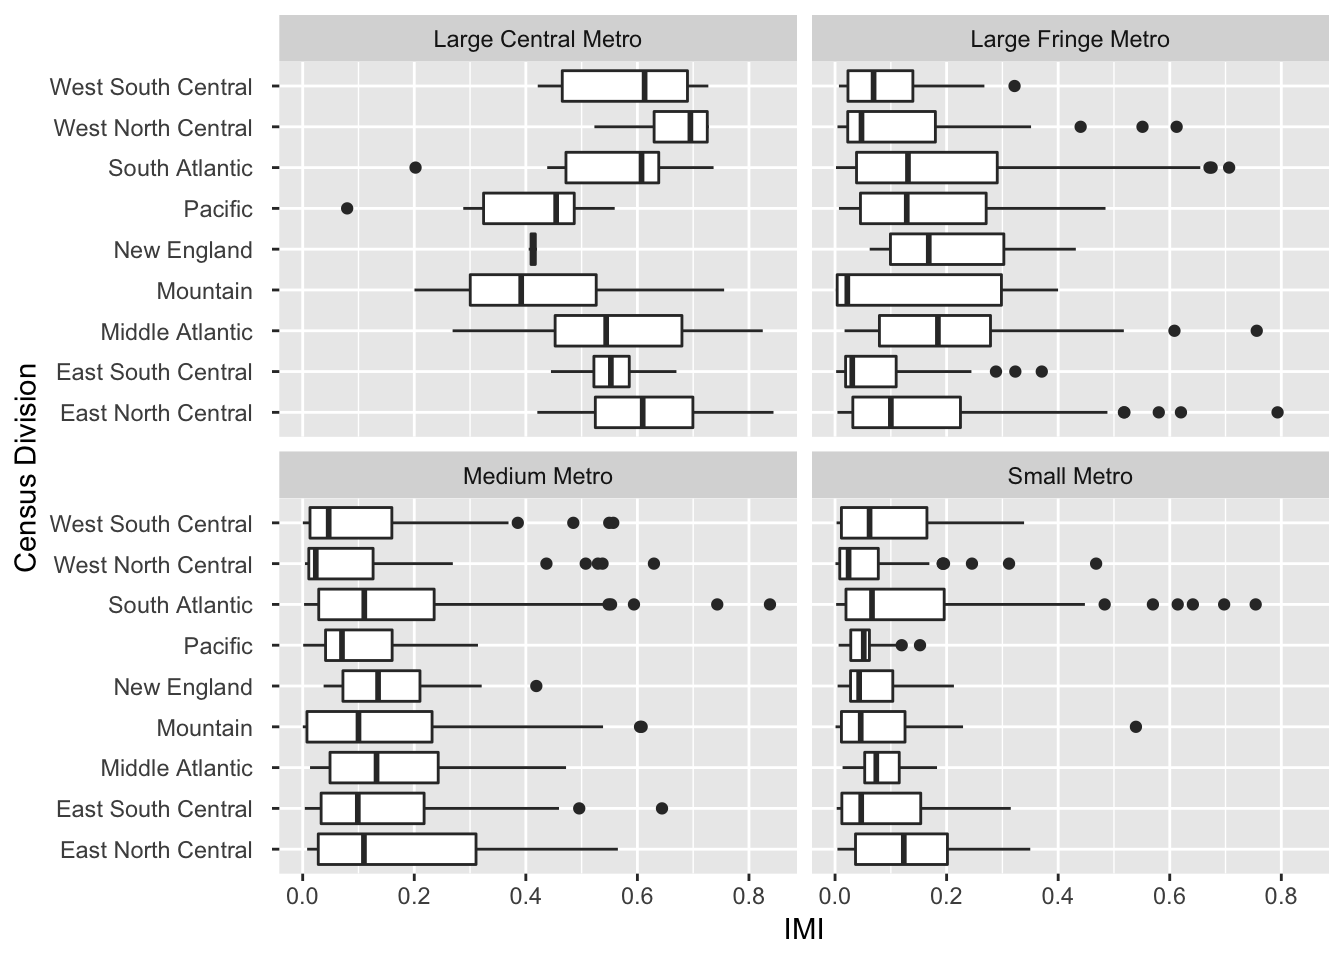 Large Central Metro
Large Fringe Metro
West South Central
West North Central
South Atlantic
Pacific
New England
Mountain
Middle Atlantic
East South Central
East North Central
Census Division
Medium Metro
Small Metro
West South Central
West North Central
South Atlantic
Pacific
New England
Mountain
Middle Atlantic
East South Central
East North Central
0.0 0.2 0.4 0.6 0.8
0.0 0.2 0.4 0.6 0.8
IMI